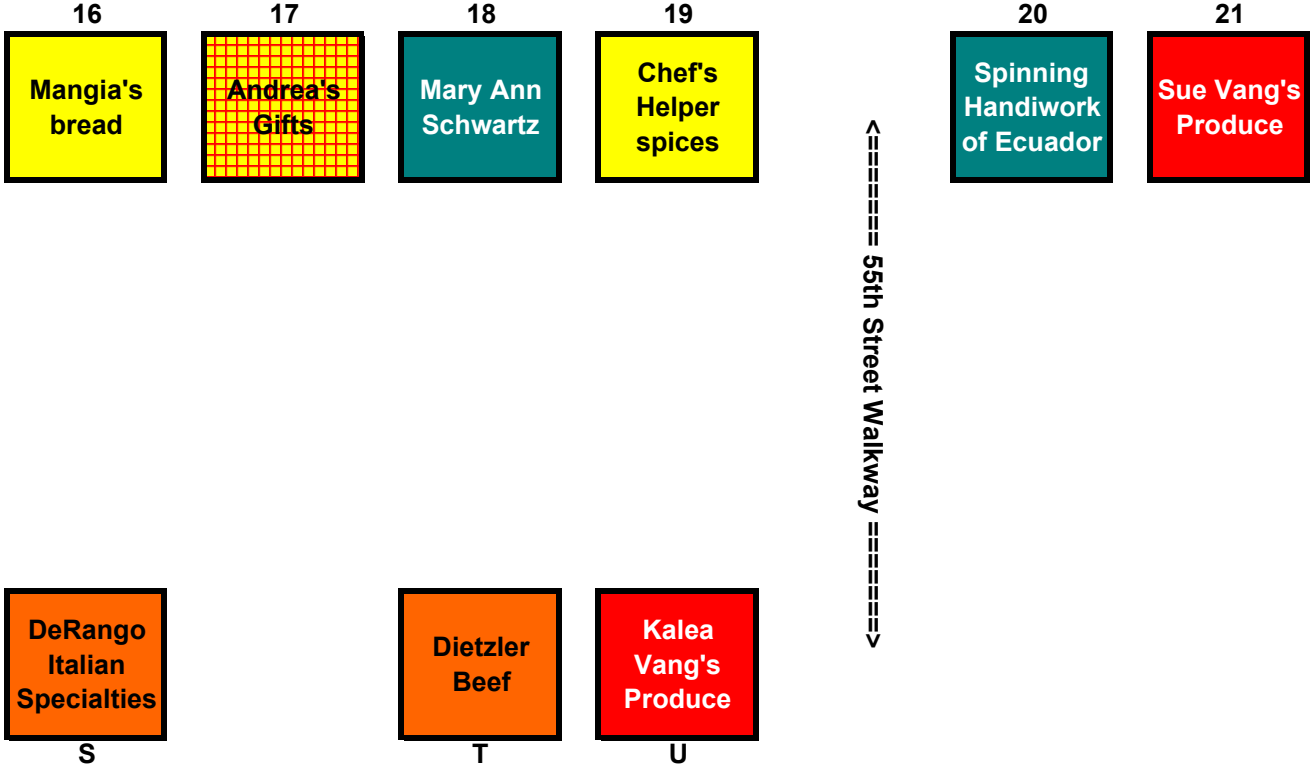 16 17 18 19 20 21
Mangia's
bread
Andrea's
Gifts
Mary Ann
Schwartz
Chef's
Helper
spices
Spinning
Handiwork
of Ecuador
Sue Vang's
Produce
<======= 55th Street Walkway =======>
DeRango
Italian
Specialties
Dietzler
Beef
Kalea
Vang's
Produce
S T U